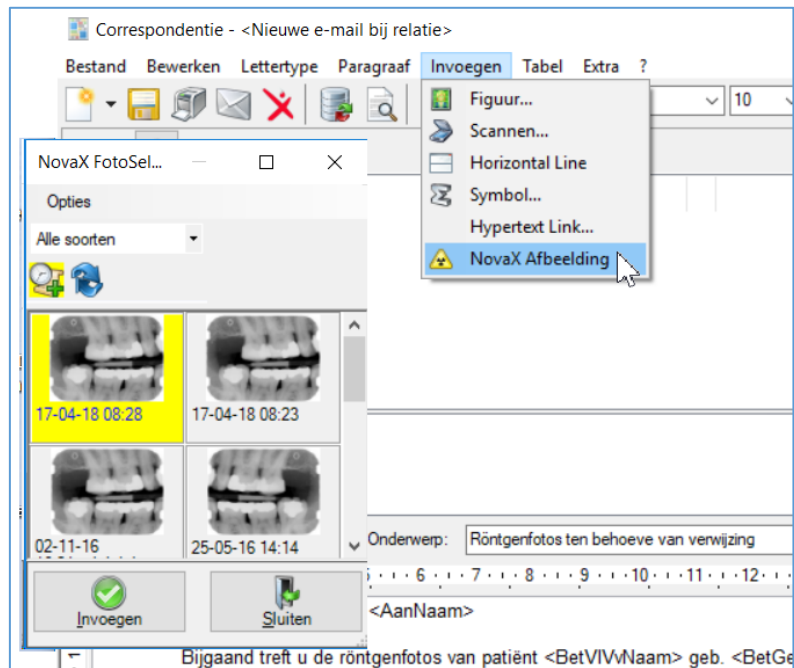 Correspondentie - <Nieuwe e-mail bij relatie>
Bestand Bewerken Lettertype Paragraaf Invoegen Tabel Extra ?
10
Figuur...
Scannen...
Horizontal Line
Symbol...
Hypertext Link...
NovaX Afbeelding
NovaX FotoSel...
Opties
Alle soorten
17-04-18 08:28
17-04-18 08:23
02-11-16
25-05-16 14:14
Invoegen
Sluiten
Onderwerp: Röntgenfotos ten behoeve van verwijzing
6 7 8 9 10 11 12
<AanNaam>
Bijgaand treft u de röntgenfotos van patiënt <BetVIVvNaam> geb. <BetGe